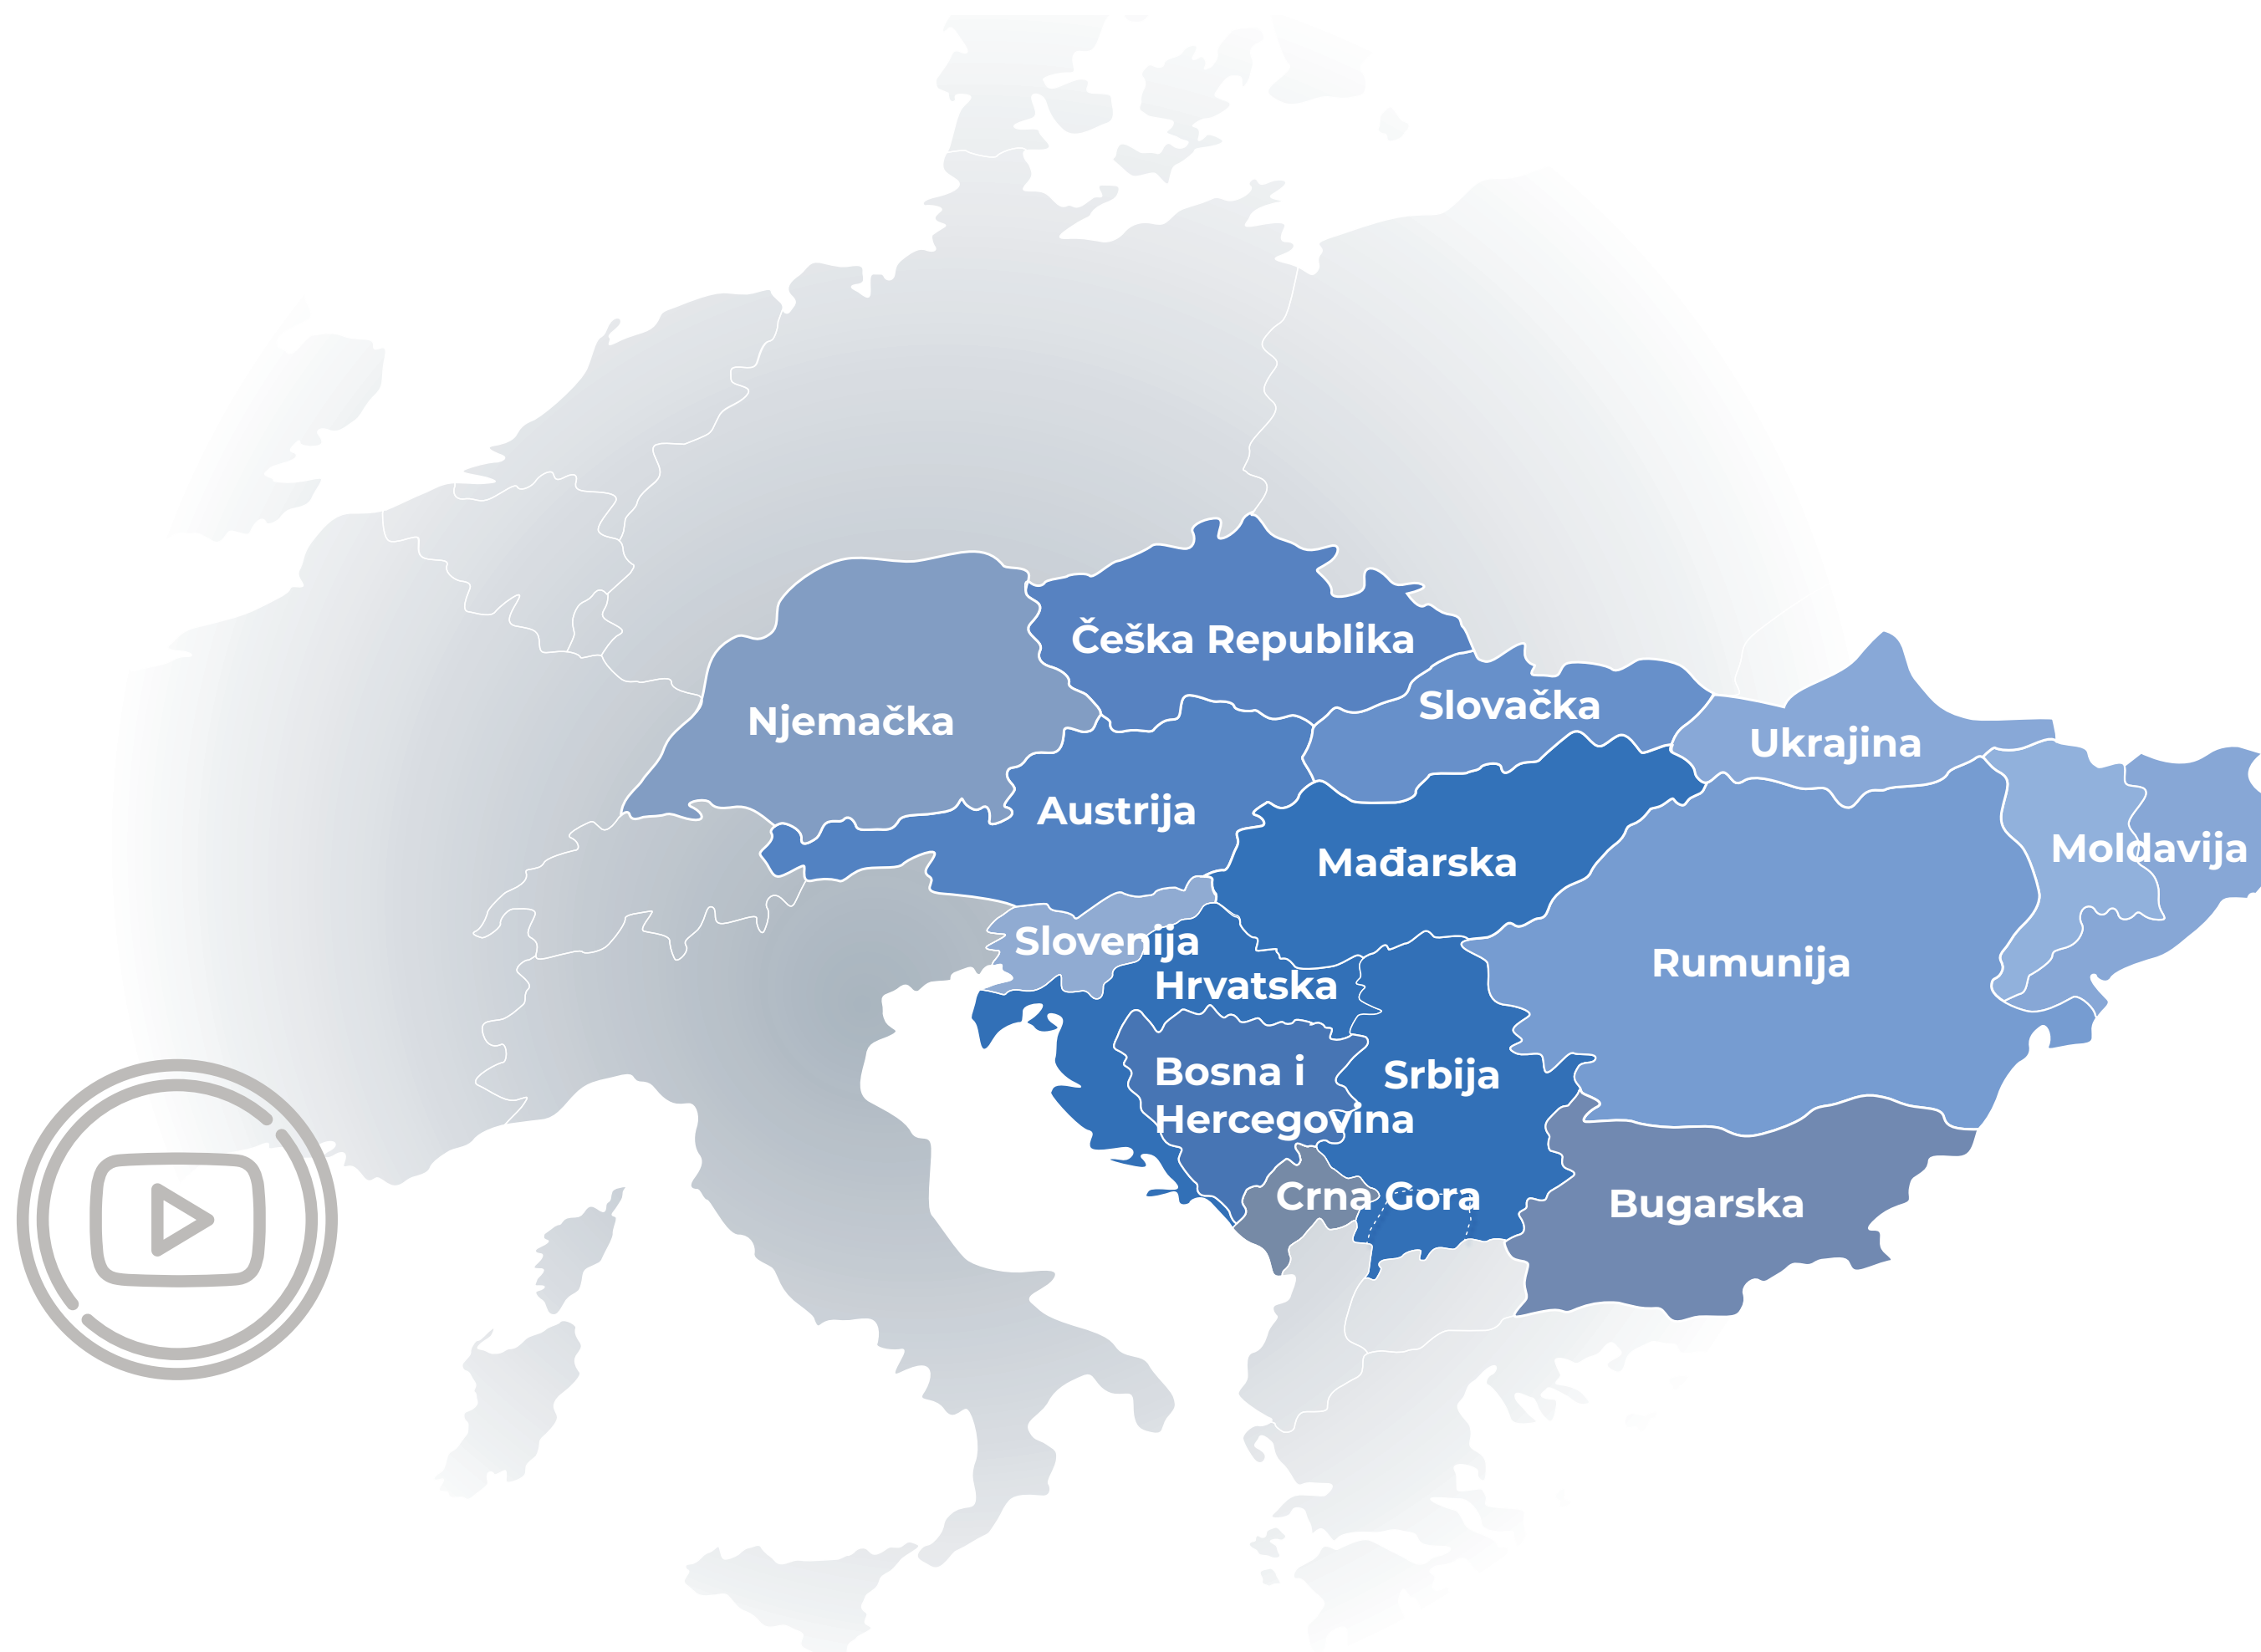 Češka Republika
Slovačka
Njemačka
Ukrajina
Austrija
Moldavija
Mađarska
Slovenija
Rumunija
Hrvatska
Bosna i
Hercegovina
Srbija
Crna Gora
Bugarska